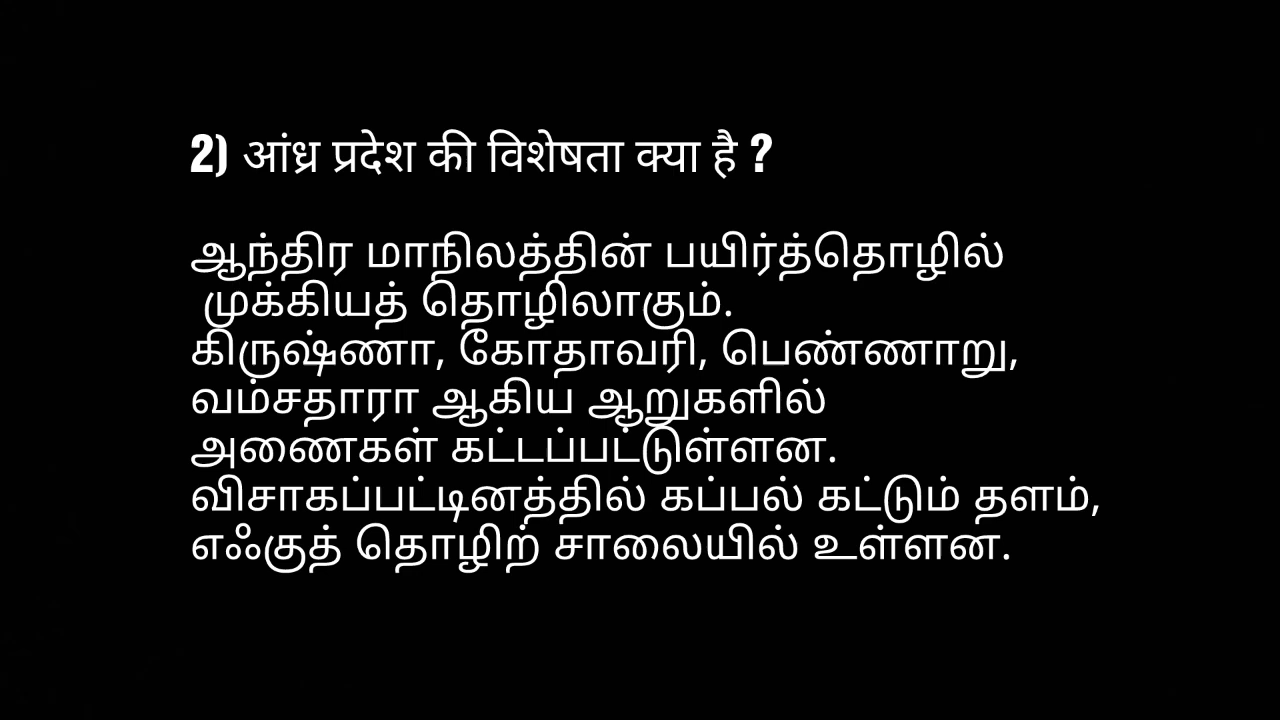 2) आंध्र प्रदेश की विशेषता क्या है ?
ஆந்திர மாநிலத்தின் பயிர்த்தொழில்
முக்கியத் தொழிலாகும்.
கிருஷ்ணா, கோதாவரி, பெண்ணாறு,
வம்சதாரா ஆகிய ஆறுகளில்
அணைகள் கட்டப்பட்டுள்ளன.
விசாகப்பட்டினத்தில் கப்பல் கட்டும் தளம்,
எஃகுத் தொழிற் சாலையில் உள்ளன.